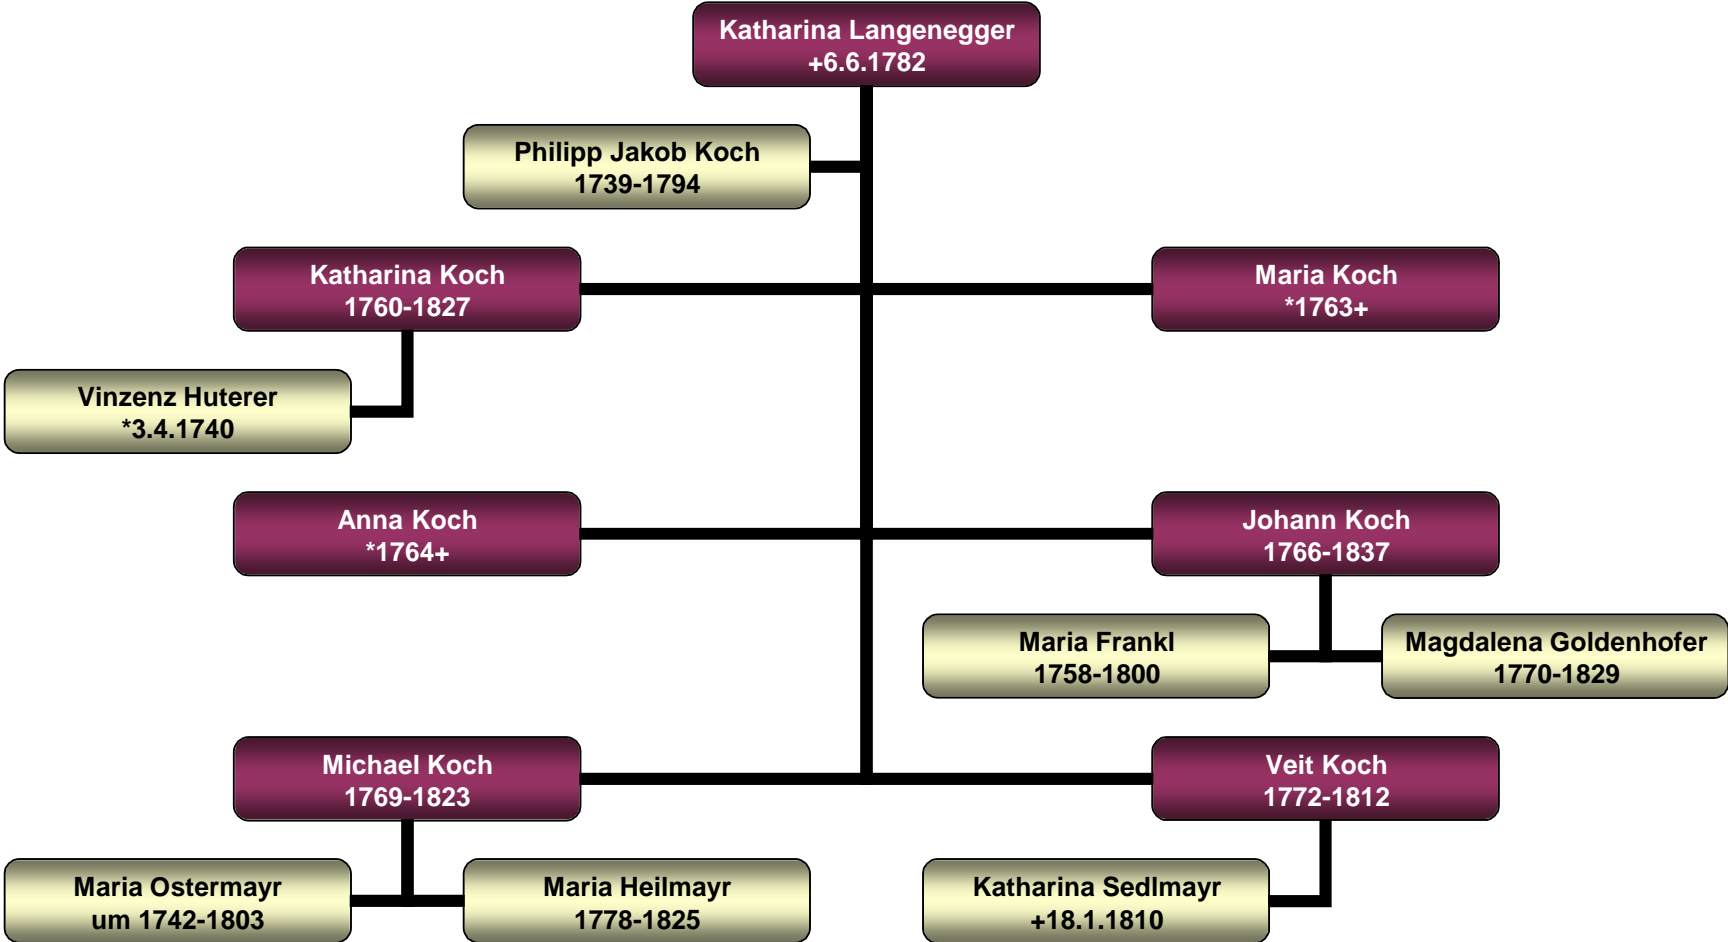 Katharina Langenegger
+6.6.1782
Philipp Jakob Koch
1739-1794
Katharina Koch
1760-1827
Maria Koch
*1763+
Vinzenz Huterer
*3.4.1740
Anna Koch
*1764+
Johann Koch
1766-1837
Maria Frankl
1758-1800
Magdalena Goldenhofer
1770-1829
Michael Koch
1769-1823
Veit Koch
1772-1812
Maria Ostermayr
um 1742-1803
Maria Heilmayr
1778-1825
Katharina Sedlmayr
+18.1.1810